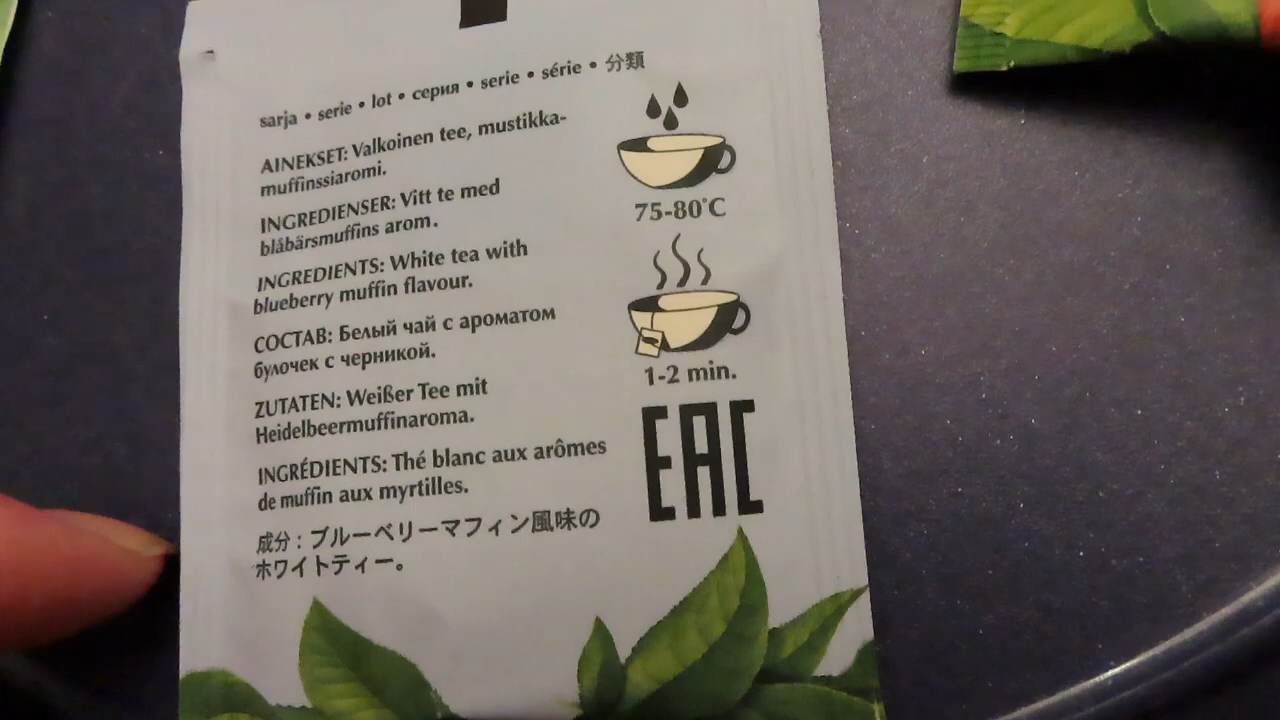 sarja • serie • lot • серия • serie • série • 分類
AINEKSET: Valkoinen tee, mustikka-
muffinssiaromi.
INGREDIENSER: Vitt te med
blåbärsmuffins arom.
INGREDIENTS: White tea with
blueberry muffin flavour.
СОСТАВ: Белый чай с ароматом
булочек с черникой.
ZUTATEN: Weißer Tee mit
Heidelbeermuffinaroma.
INGRÉDIENTS: Thé blanc aux arômes
de muffin aux myrtilles.
成分：ブルーベリーマフィン風味の
ホワイトティー。
75-80°C
1-2 min.
EAC